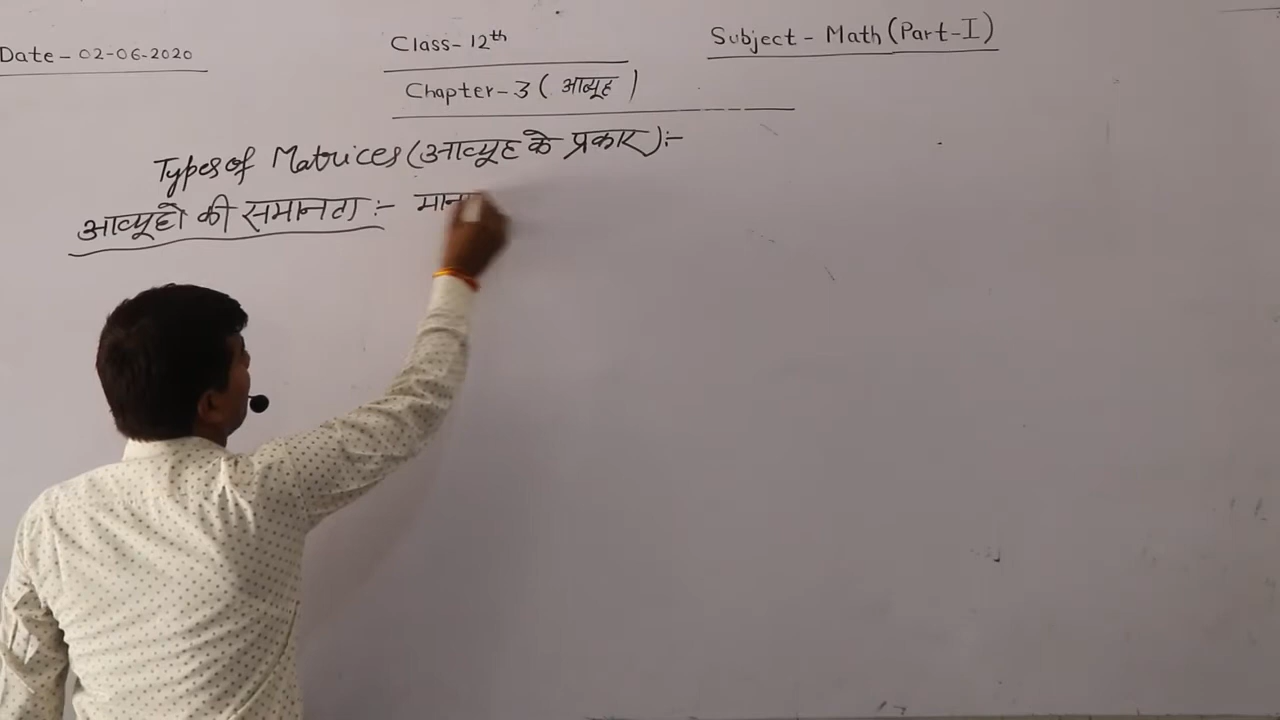 Date - 02-06-2020
Class- 12th
Subject - Math (Part-I)
Chapter - 3 ( आव्यूह )
Types of Matrices (आव्यूह के प्रकार) :-
आव्यूहों की समानता :- माना